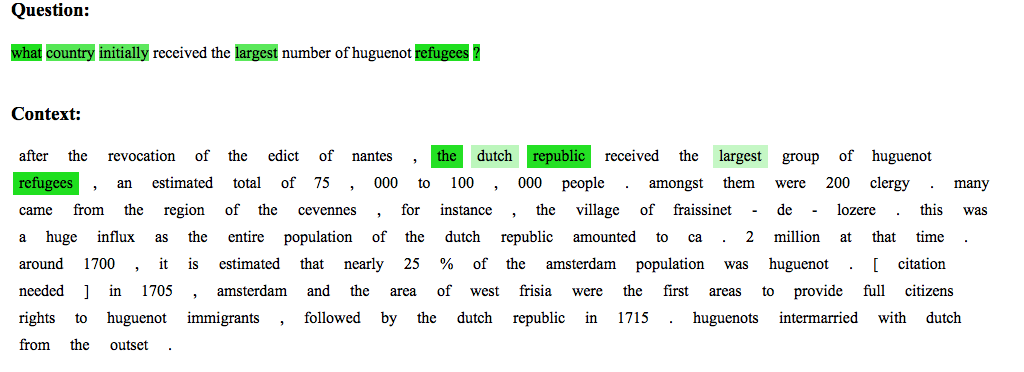 Question:
what country initially received the largest number of huguenot refugees ?
Context:
after the revocation of the edict of nantes , the dutch republic received the largest group of huguenot
refugees , an estimated total of 75 , 000 to 100 , 000 people . amongst them were 200 clergy . many
came from the region of the cevennes , for instance , the village of fraissinet - de - lozere . this was
a huge influx as the entire population of the dutch republic amounted to ca . 2 million at that time .
around 1700 , it is estimated that nearly 25 % of the amsterdam population was huguenot . [ citation
needed ] in 1705 , amsterdam and the area of west frisia were the first areas to provide full citizens
rights to huguenot immigrants , followed by the dutch republic in 1715 . huguenots intermarried with dutch
from the outset .